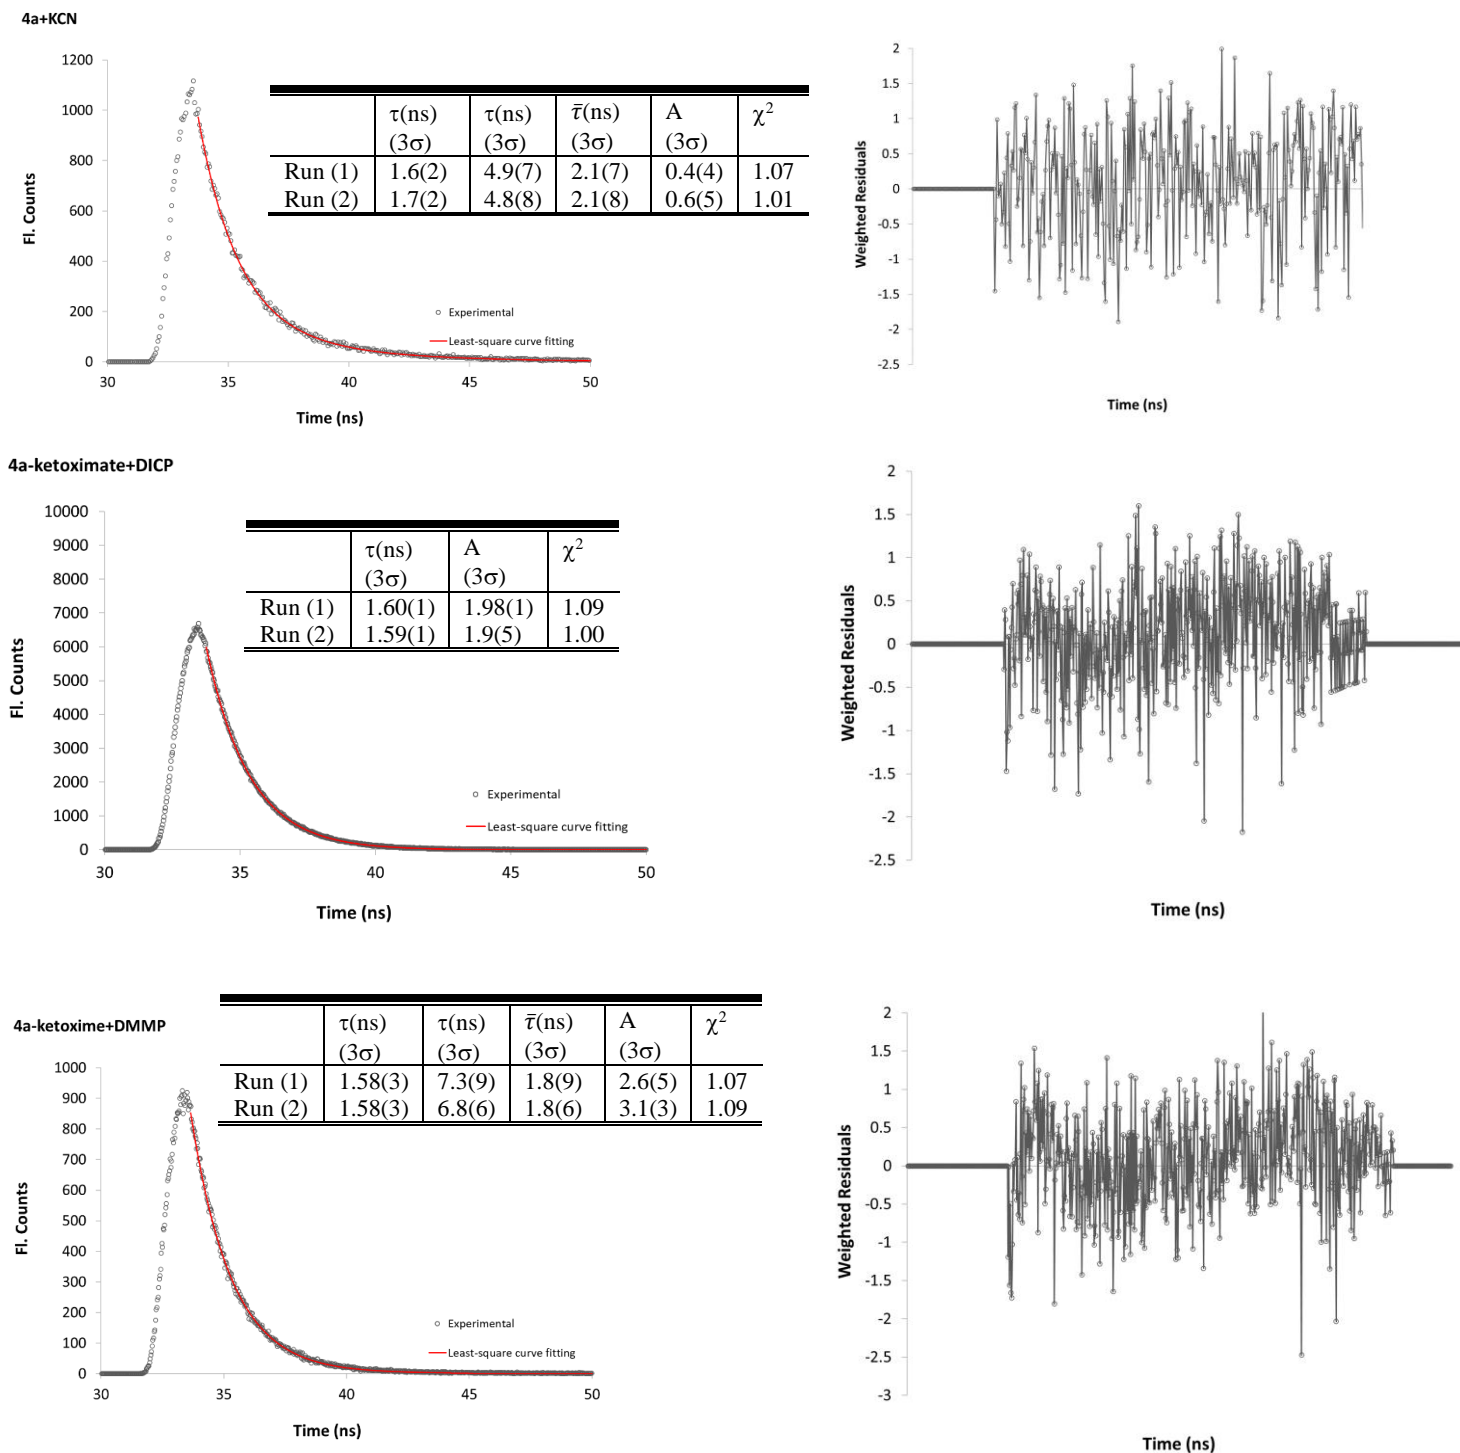 4a+KCN
1200
1000
800
600
400
200
0
30 35 40 45 50
Fl. Counts
Time (ns)
Experimental
Least-square curve fitting
τ(ns) τ(ns) τ̄(ns) A χ²
(3σ) (3σ) (3σ) (3σ)
Run (1) 1.6(2) 4.9(7) 2.1(7) 0.4(4) 1.07
Run (2) 1.7(2) 4.8(8) 2.1(8) 0.6(5) 1.01
2
1.5
1
0.5
0
-0.5
-1
-1.5
-2
-2.5
Weighted Residuals
Time (ns)
4a-ketoximate+DICP
10000
9000
8000
7000
6000
5000
4000
3000
2000
1000
0
30 35 40 45 50
Fl. Counts
Time (ns)
Experimental
Least-square curve fitting
τ(ns) A χ²
(3σ) (3σ)
Run (1) 1.60(1) 1.98(1) 1.09
Run (2) 1.59(1) 1.9(5) 1.00
2
1.5
1
0.5
0
-0.5
-1
-1.5
-2
-2.5
Weighted Residuals
Time (ns)
4a-ketoxime+DMMP
1000
900
800
700
600
500
400
300
200
100
0
30 35 40 45 50
Fl. Counts
Time (ns)
Experimental
Least-square curve fitting
τ(ns) τ(ns) τ̄(ns) A χ²
(3σ) (3σ) (3σ) (3σ)
Run (1) 1.58(3) 7.3(9) 1.8(9) 2.6(5) 1.07
Run (2) 1.58(3) 6.8(6) 1.8(6) 3.1(3) 1.09
2
1.5
1
0.5
0
-0.5
-1
-1.5
-2
-2.5
-3
Weighted Residuals
Time (ns)